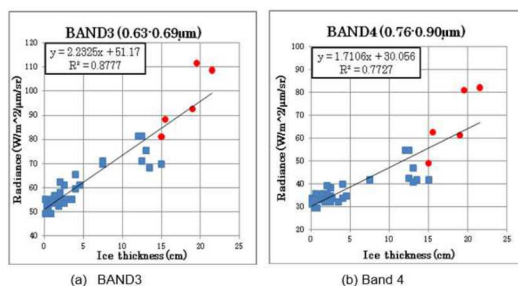 BAND3 (0.63-0.69μm)
y = 2.2325x + 51.17
R² = 0.8777
Radiance (W/m^2/μm/sr)
120
110
100
90
80
70
60
50
40
0 5 10 15 20 25
Ice thickness (cm)
(a) BAND3
BAND4 (0.76-0.90μm)
y = 1.7106x + 30.056
R² = 0.7727
Radiance (W/m^2/μm/sr)
100
90
80
70
60
50
40
30
20
0 5 10 15 20 25
Ice thickness (cm)
(b) Band 4